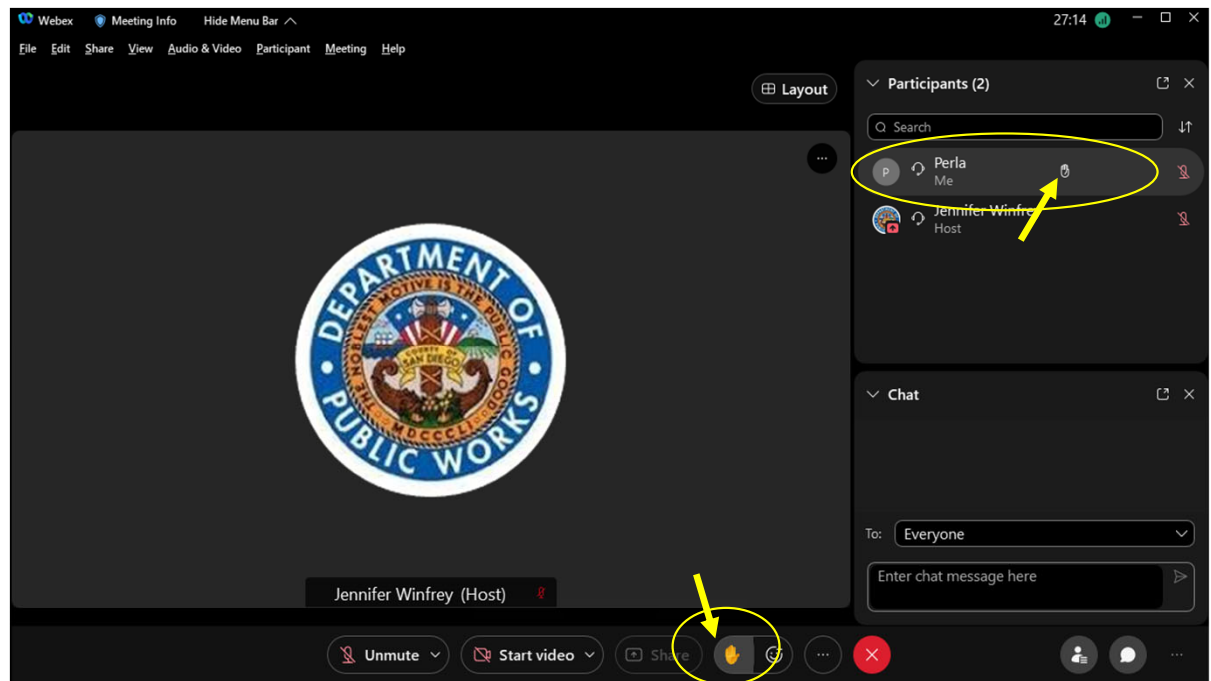 Webex Meeting Info Hide Menu Bar 27:14
File Edit Share View Audio & Video Participant Meeting Help
Layout
Participants (2)
Search
P
Perla
Me
Jennifer Winfre
Host
DEPARTMENT OF
PUBLIC WORKS
THE NOBLEST MOTIVE IS THE PUBLIC GOOD
COUNTY OF
SAN DIEGO
MDCCCLII
Chat
To: Everyone
Enter chat message here
Jennifer Winfrey (Host)
Unmute Start video Share